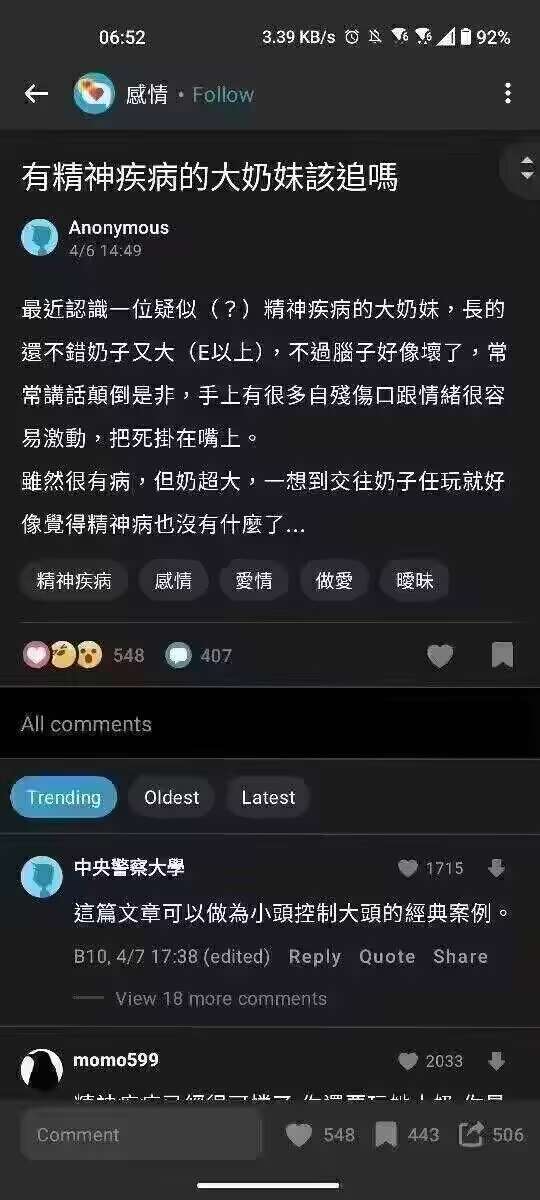 06:52 3.39 KB/s 92%
感情 • Follow
有精神疾病的大奶妹該追嗎
Anonymous
4/6 14:49
最近認識一位疑似（？）精神疾病的大奶妹，長的
還不錯奶子又大（E以上），不過腦子好像壞了，常
常講話顛倒是非，手上有很多自殘傷口跟情緒很容
易激動，把死掛在嘴上。
雖然很有病，但奶超大，一想到交往奶子任玩就好
像覺得精神病也沒有什麼了...
精神疾病 感情 愛情 做愛 曖昧
548 407
All comments
Trending Oldest Latest
中央警察大學 1715
這篇文章可以做為小頭控制大頭的經典案例。
B10, 4/7 17:38 (edited) Reply Quote Share
View 18 more comments
momo599 2033
Comment 548 443 506